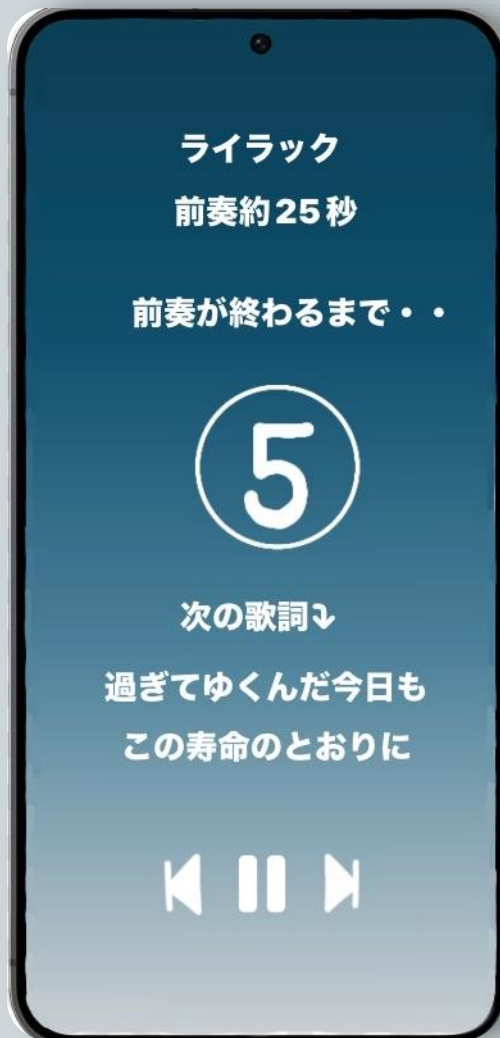 ライラック
前奏約25秒
前奏が終わるまで・・
5
次の歌詞⤵
過ぎてゆくんだ今日も
この寿命のとおりに